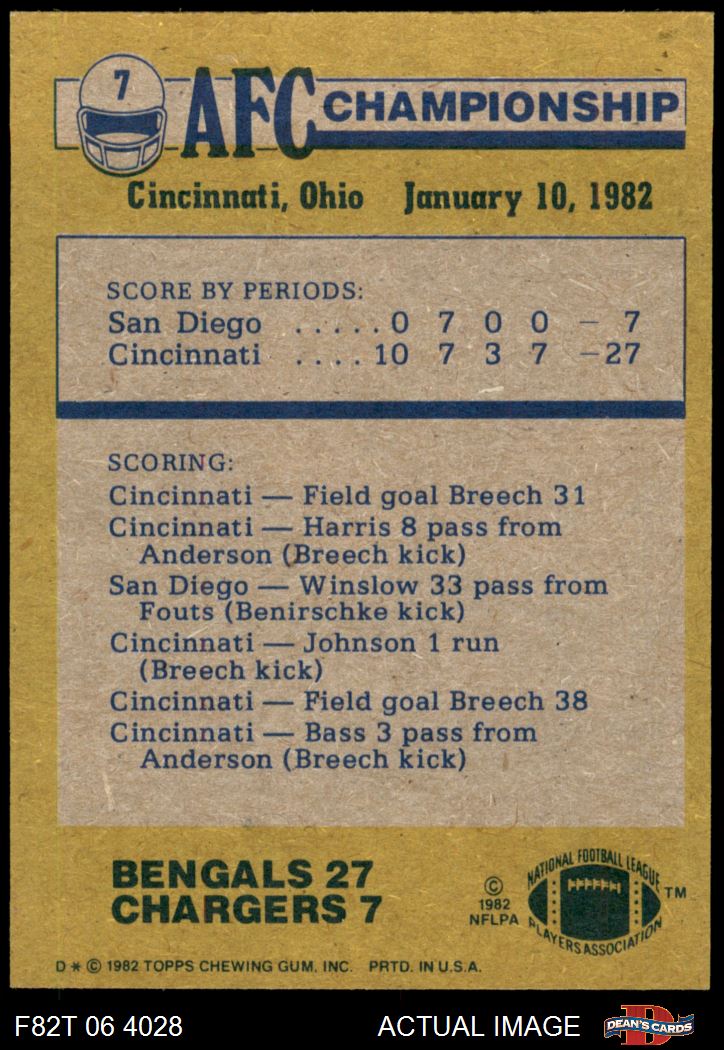 7
AFC CHAMPIONSHIP
Cincinnati, Ohio January 10, 1982
SCORE BY PERIODS:
San Diego .....0 7 0 0 — 7
Cincinnati ....10 7 3 7 —27
SCORING:
Cincinnati — Field goal Breech 31
Cincinnati — Harris 8 pass from
Anderson (Breech kick)
San Diego — Winslow 33 pass from
Fouts (Benirschke kick)
Cincinnati — Johnson 1 run
(Breech kick)
Cincinnati — Field goal Breech 38
Cincinnati — Bass 3 pass from
Anderson (Breech kick)
BENGALS 27
CHARGERS 7
©
1982
NFLPA
NATIONAL FOOTBALL LEAGUE
PLAYERS ASSOCIATION
TM
D * © 1982 TOPPS CHEWING GUM, INC. PRTD. IN U.S.A.
F82T 06 4028
ACTUAL IMAGE
D
DEAN'S CARDS